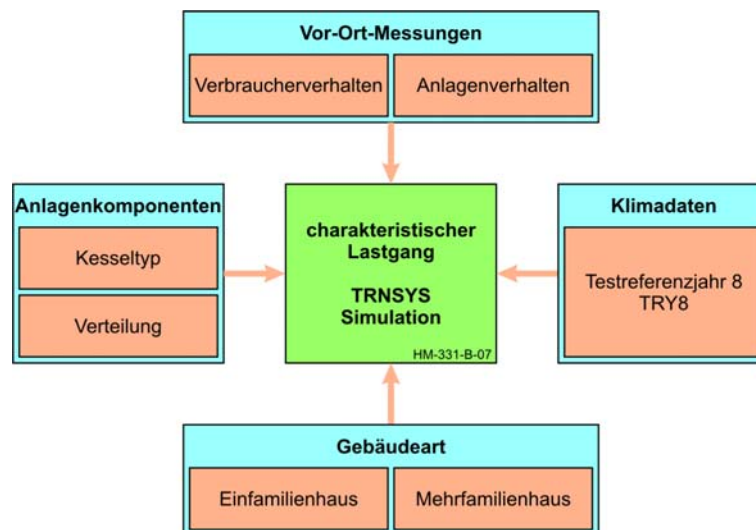 Vor-Ort-Messungen
Verbraucherverhalten
Anlagenverhalten
Anlagenkomponenten
Kesseltyp
Verteilung
charakteristischer
Lastgang
TRNSYS
Simulation
HM-331-B-07
Klimadaten
Testreferenzjahr 8
TRY8
Gebäudeart
Einfamilienhaus
Mehrfamilienhaus